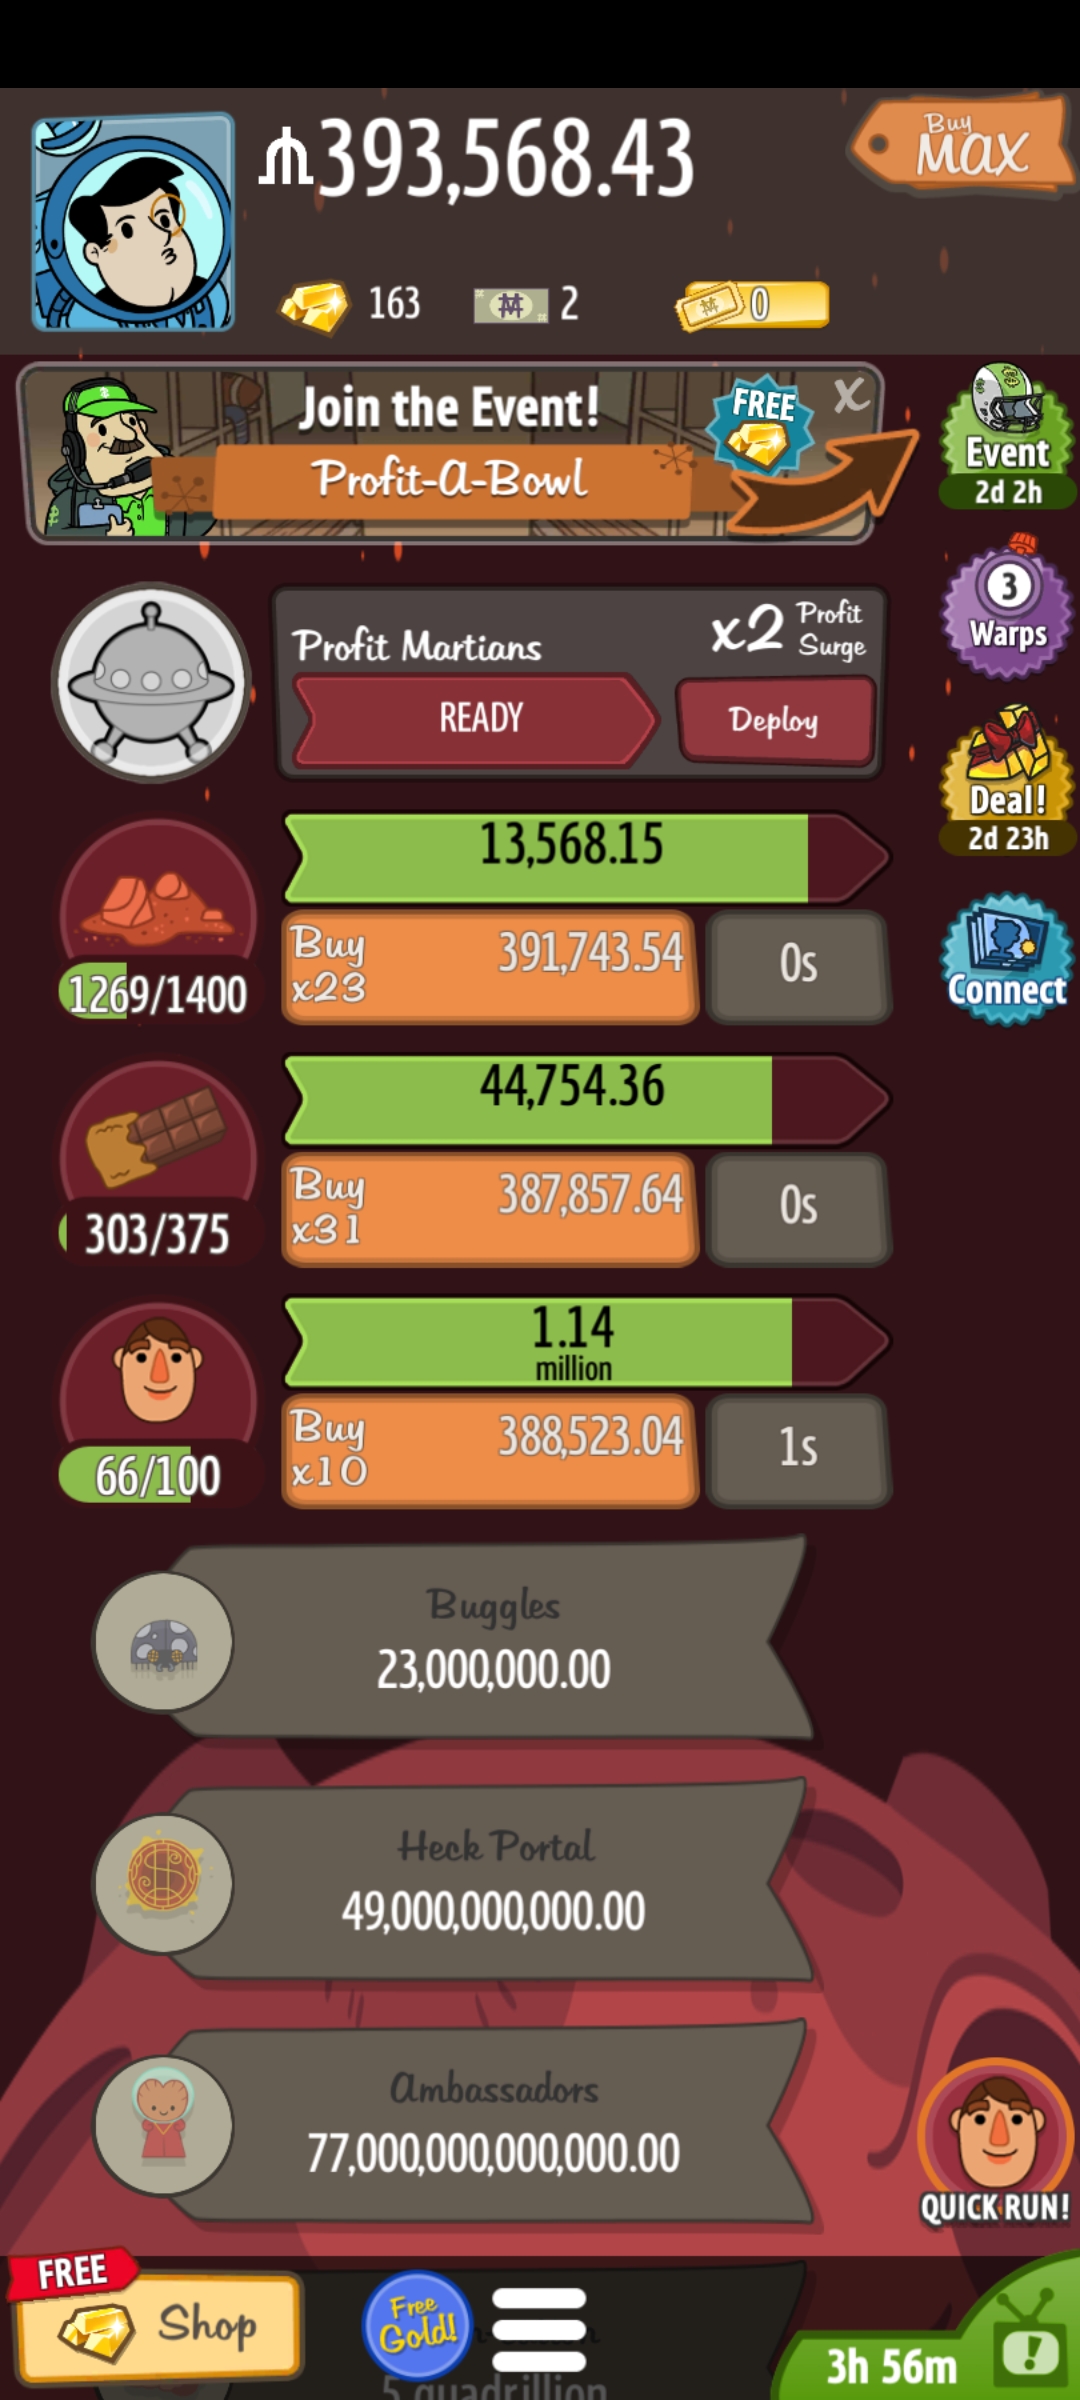 393,568.43
Buy
MAX
163
2
0
Join the Event!
FREE
X
Profit-A-Bowl
Event
2d 2h
3
Warps
Profit Martians
x2 Profit Surge
READY
Deploy
Deal!
2d 23h
13,568.15
Buy
x23
391,743.54
0s
1269/1400
Connect
44,754.36
Buy
x31
387,857.64
0s
303/375
1.14
million
Buy
x10
388,523.04
1s
66/100
Buggles
23,000,000.00
Heck Portal
49,000,000,000.00
Ambassadors
77,000,000,000,000.00
QUICK RUN!
FREE
Shop
Free
Gold!
3h 56m
5 quadrillion